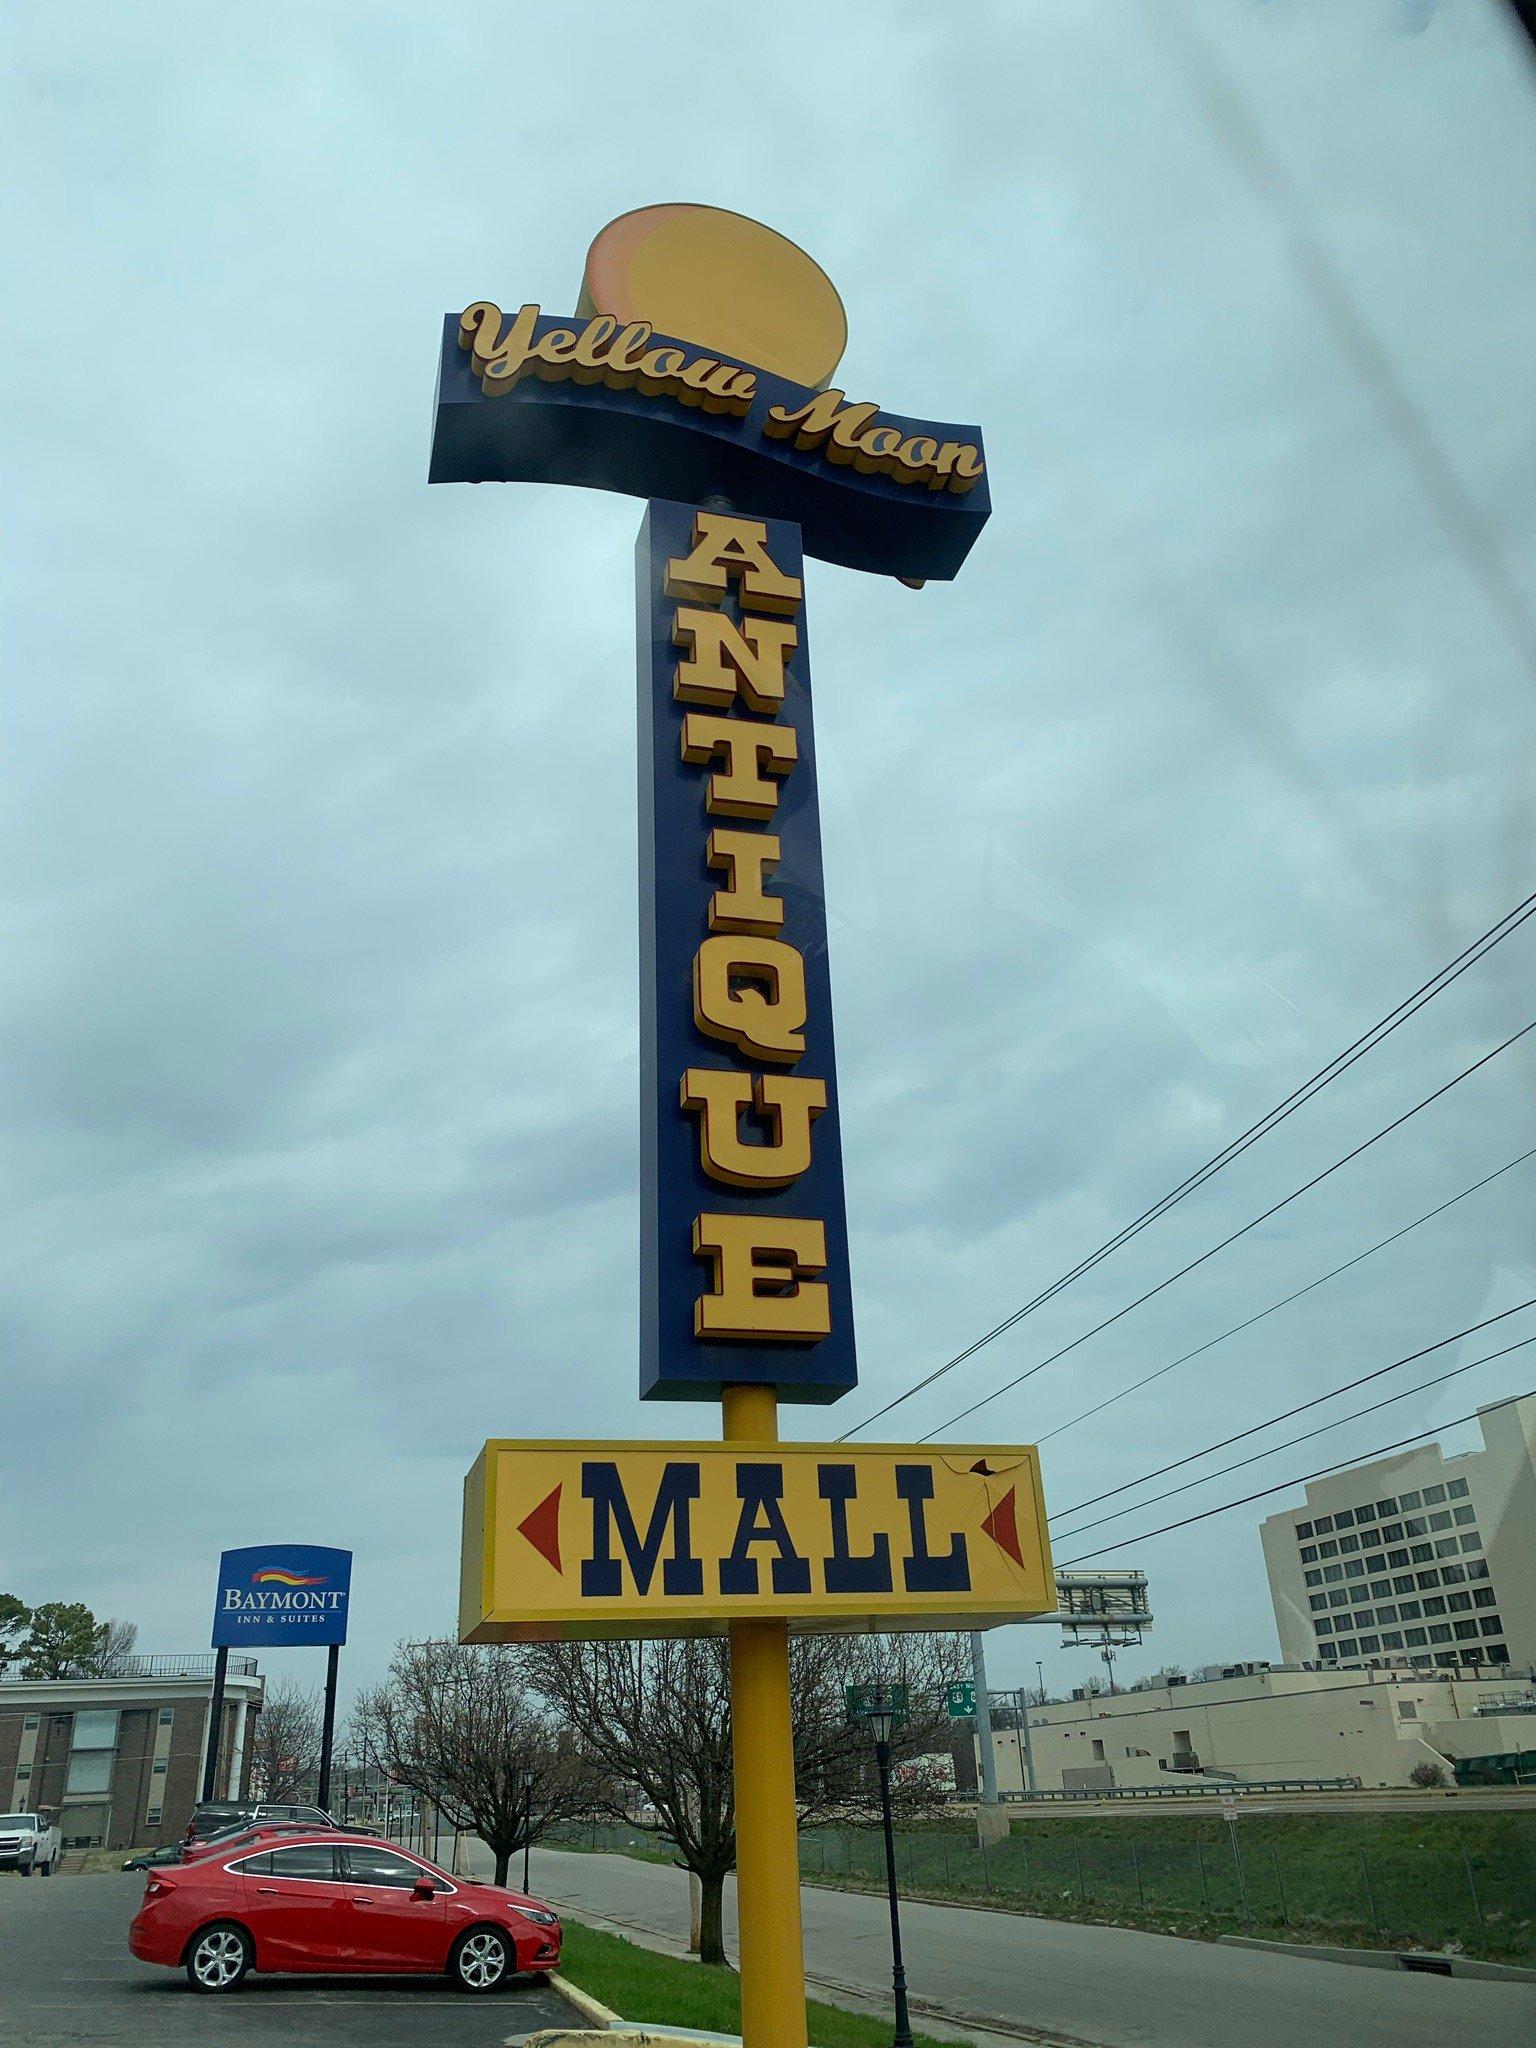 Yellow Moon
ANTIQUE
MALL
BAYMONT
INN & SUITES